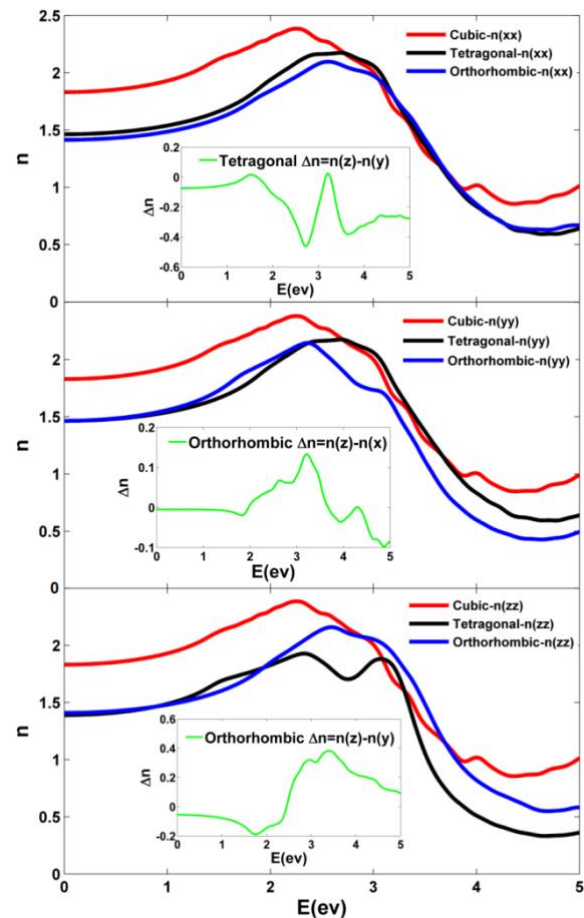 2.5
Cubic-n(xx)
Tetragonal-n(xx)
Orthorhombic-n(xx)
2
1.5
n
1
0.5
0
0.2
Tetragonal Δn=n(z)-n(y)
0
Δn
-0.2
-0.4
-0.6
0 1 2 3 4 5
E(ev)
Cubic-n(yy)
Tetragonal-n(yy)
Orthorhombic-n(yy)
2
1.5
n
1
0.5
0
0.2
Orthorhombic Δn=n(z)-n(x)
0.1
Δn
0
-0.1
0 1 2 3 4 5
E(ev)
Cubic-n(zz)
Tetragonal-n(zz)
Orthorhombic-n(zz)
2
1.5
n
1
0.5
0
0.6
Orthorhombic Δn=n(z)-n(y)
0.4
Δn
0.2
0
-0.2
0 1 2 3 4 5
E(ev)
0 1 2 3 4 5
E(ev)